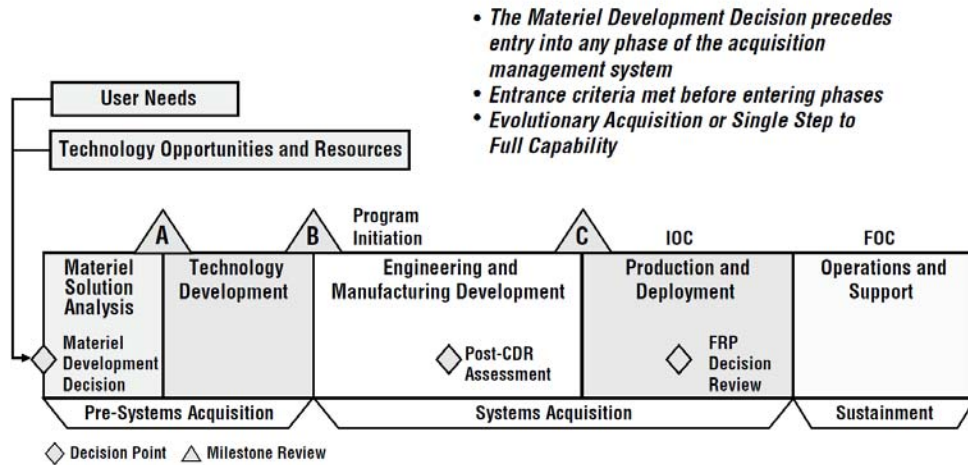 • The Materiel Development Decision precedes
entry into any phase of the acquisition
management system
• Entrance criteria met before entering phases
• Evolutionary Acquisition or Single Step to
Full Capability
User Needs
Technology Opportunities and Resources
A
B
Program
Initiation
C
IOC
FOC
Materiel
Solution
Analysis
Technology
Development
Engineering and
Manufacturing Development
Production and
Deployment
Operations and
Support
Materiel
Development
Decision
Post-CDR
Assessment
FRP
Decision
Review
Pre-Systems Acquisition
Systems Acquisition
Sustainment
Decision Point
Milestone Review